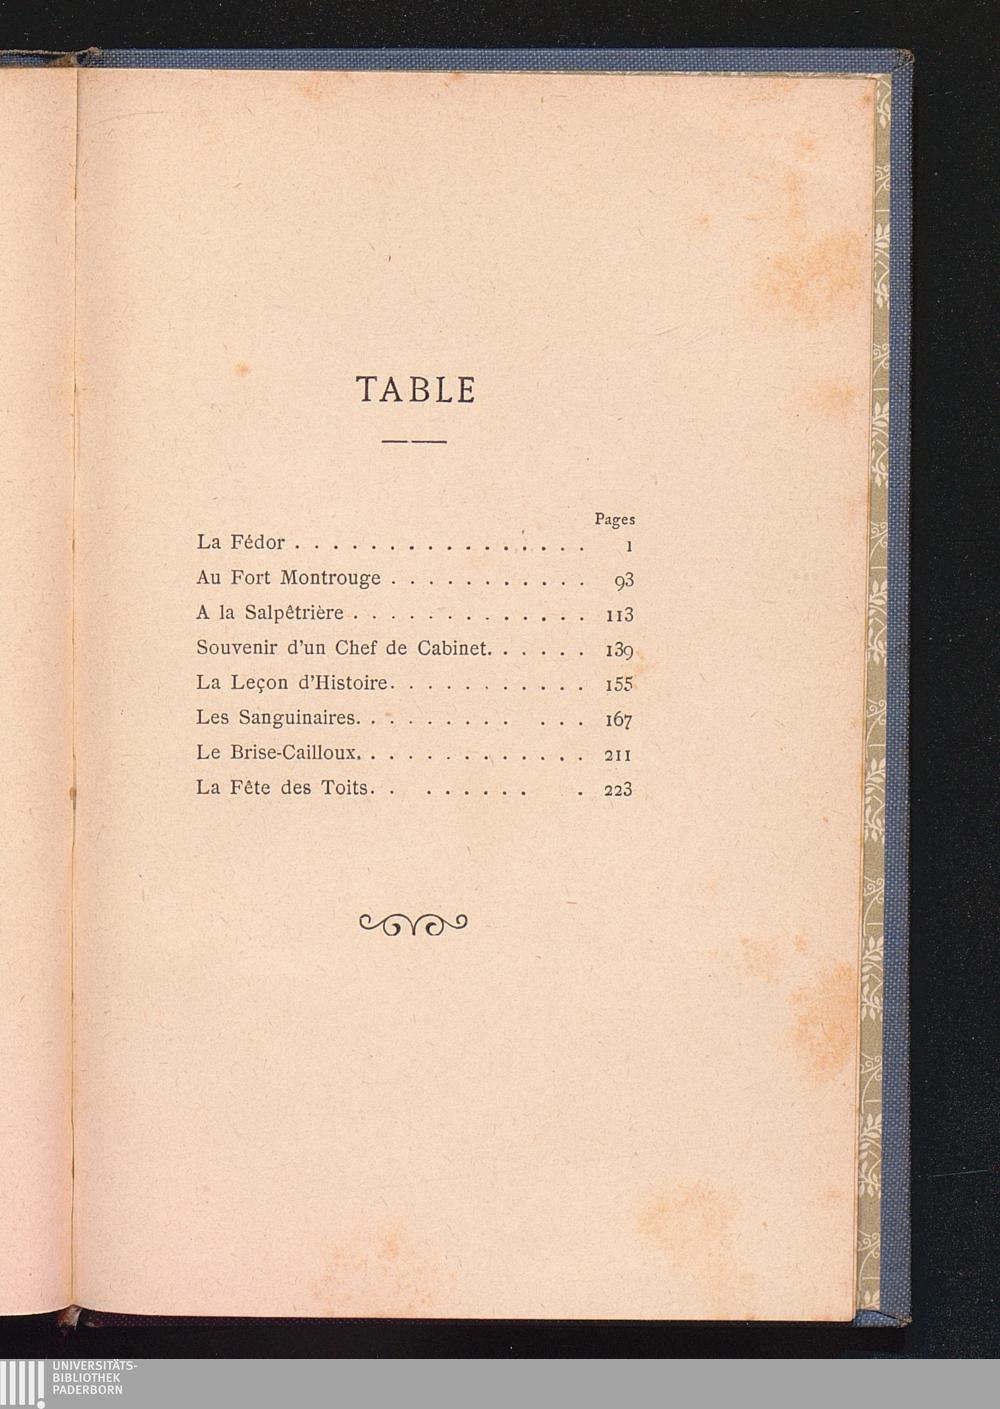 TABLE
Pages
La Fédor . . . . . . . . . . . . . . . . 1
Au Fort Montrouge . . . . . . . . . . . 93
A la Salpêtrière . . . . . . . . . . . . . 113
Souvenir d'un Chef de Cabinet. . . . . . 139
La Leçon d'Histoire. . . . . . . . . . . 155
Les Sanguinaires. . . . . . . . . . . . 167
Le Brise-Cailloux. . . . . . . . . . . . . 211
La Fête des Toits. . . . . . . . . 223
UNIVERSITÄTS-
BIBLIOTHEK
PADERBORN